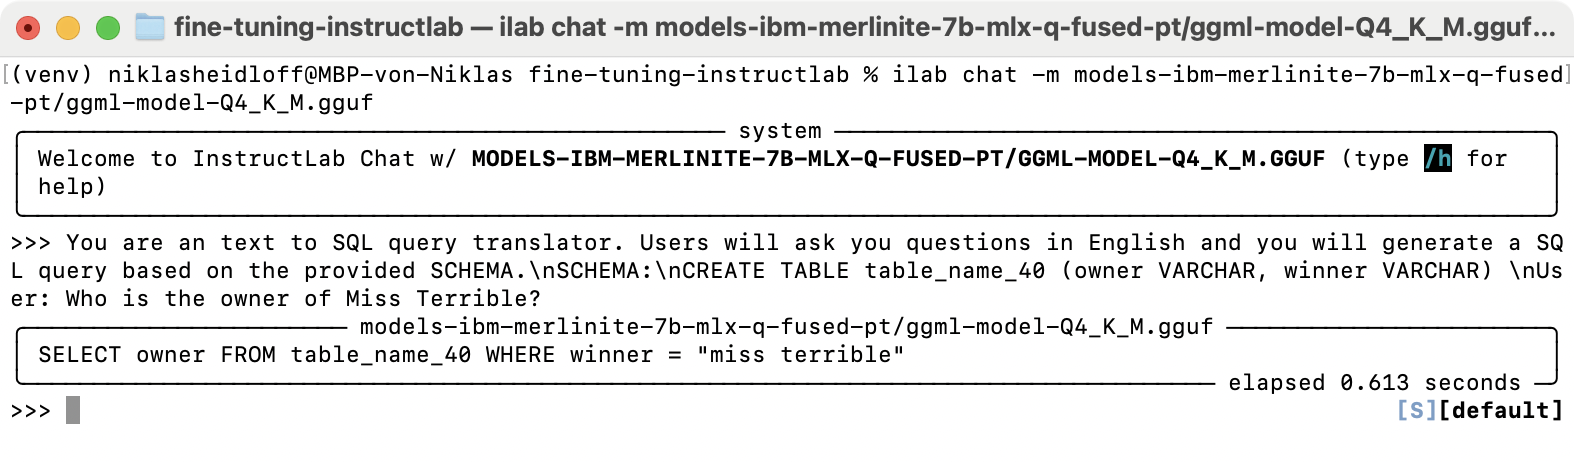 fine-tuning-instructlab — ilab chat -m models-ibm-merlinite-7b-mlx-q-fused-pt/ggml-model-Q4_K_M.gguf...
[(venv) niklasheidloff@MBP-von-Niklas fine-tuning-instructlab % ilab chat -m models-ibm-merlinite-7b-mlx-q-fused]
-pt/ggml-model-Q4_K_M.gguf
system
Welcome to InstructLab Chat w/ MODELS-IBM-MERLINITE-7B-MLX-Q-FUSED-PT/GGML-MODEL-Q4_K_M.GGUF (type /h for
help)
>>> You are an text to SQL query translator. Users will ask you questions in English and you will generate a SQ
L query based on the provided SCHEMA.\nSCHEMA:\nCREATE TABLE table_name_40 (owner VARCHAR, winner VARCHAR) \nUs
er: Who is the owner of Miss Terrible?
models-ibm-merlinite-7b-mlx-q-fused-pt/ggml-model-Q4_K_M.gguf
SELECT owner FROM table_name_40 WHERE winner = "miss terrible"
elapsed 0.613 seconds
>>> [S][default]